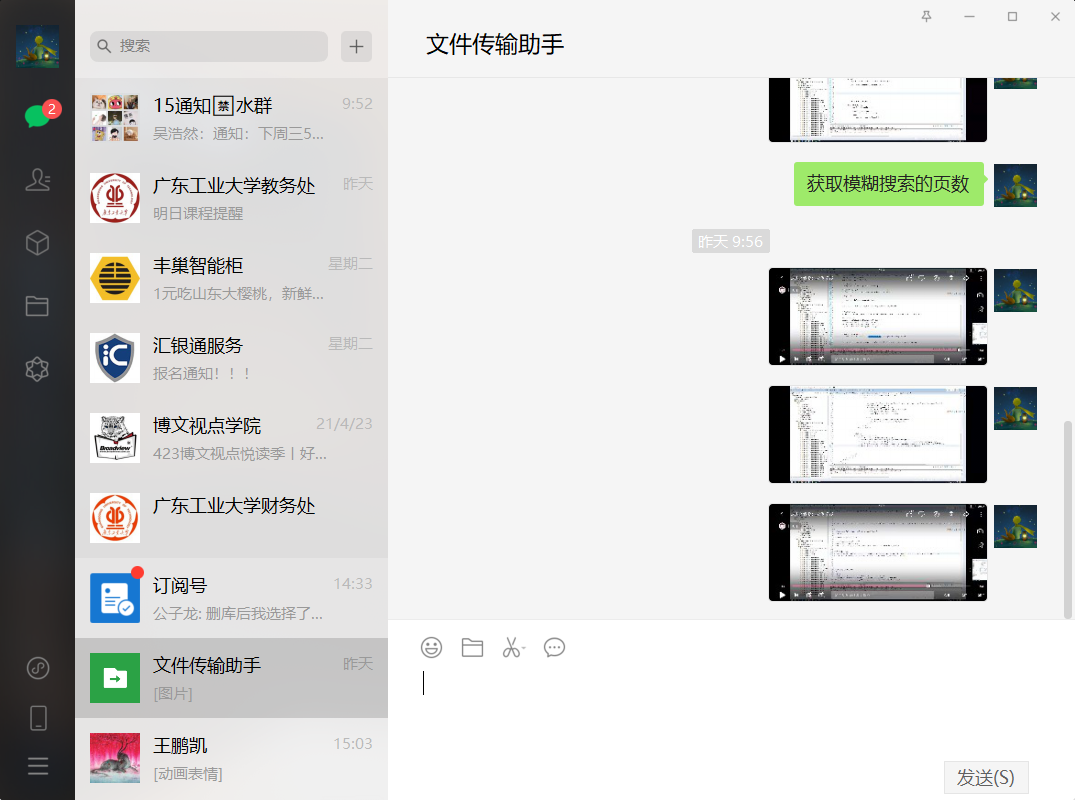 搜索
文件传输助手
2
15通知🈲水群
9:52
吴浩然：通知：下周三5...
广东工业大学教务处
昨天
明日课程提醒
丰巢智能柜
星期二
1元吃山东大樱桃，新鲜...
汇银通服务
星期二
报名通知！！！
博文视点学院
21/4/23
423博文视点悦读季丨好...
Broadview
广东工业大学财务处
订阅号
14:33
公子龙: 删库后我选择了...
文件传输助手
昨天
[图片]
王鹏凯
15:03
[动画表情]
获取模糊搜索的页数
昨天 9:56
发送(S)